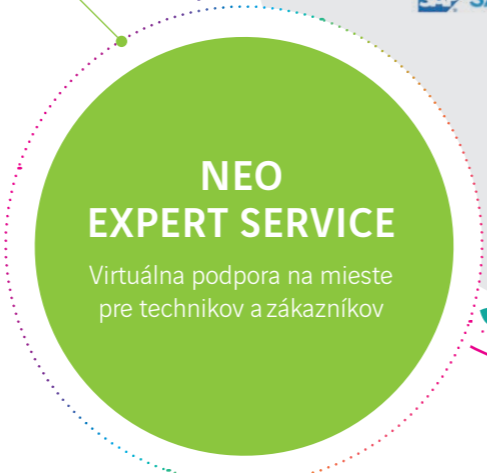 NEO
EXPERT SERVICE
Virtuálna podpora na mieste
pre technikov a zákazníkov